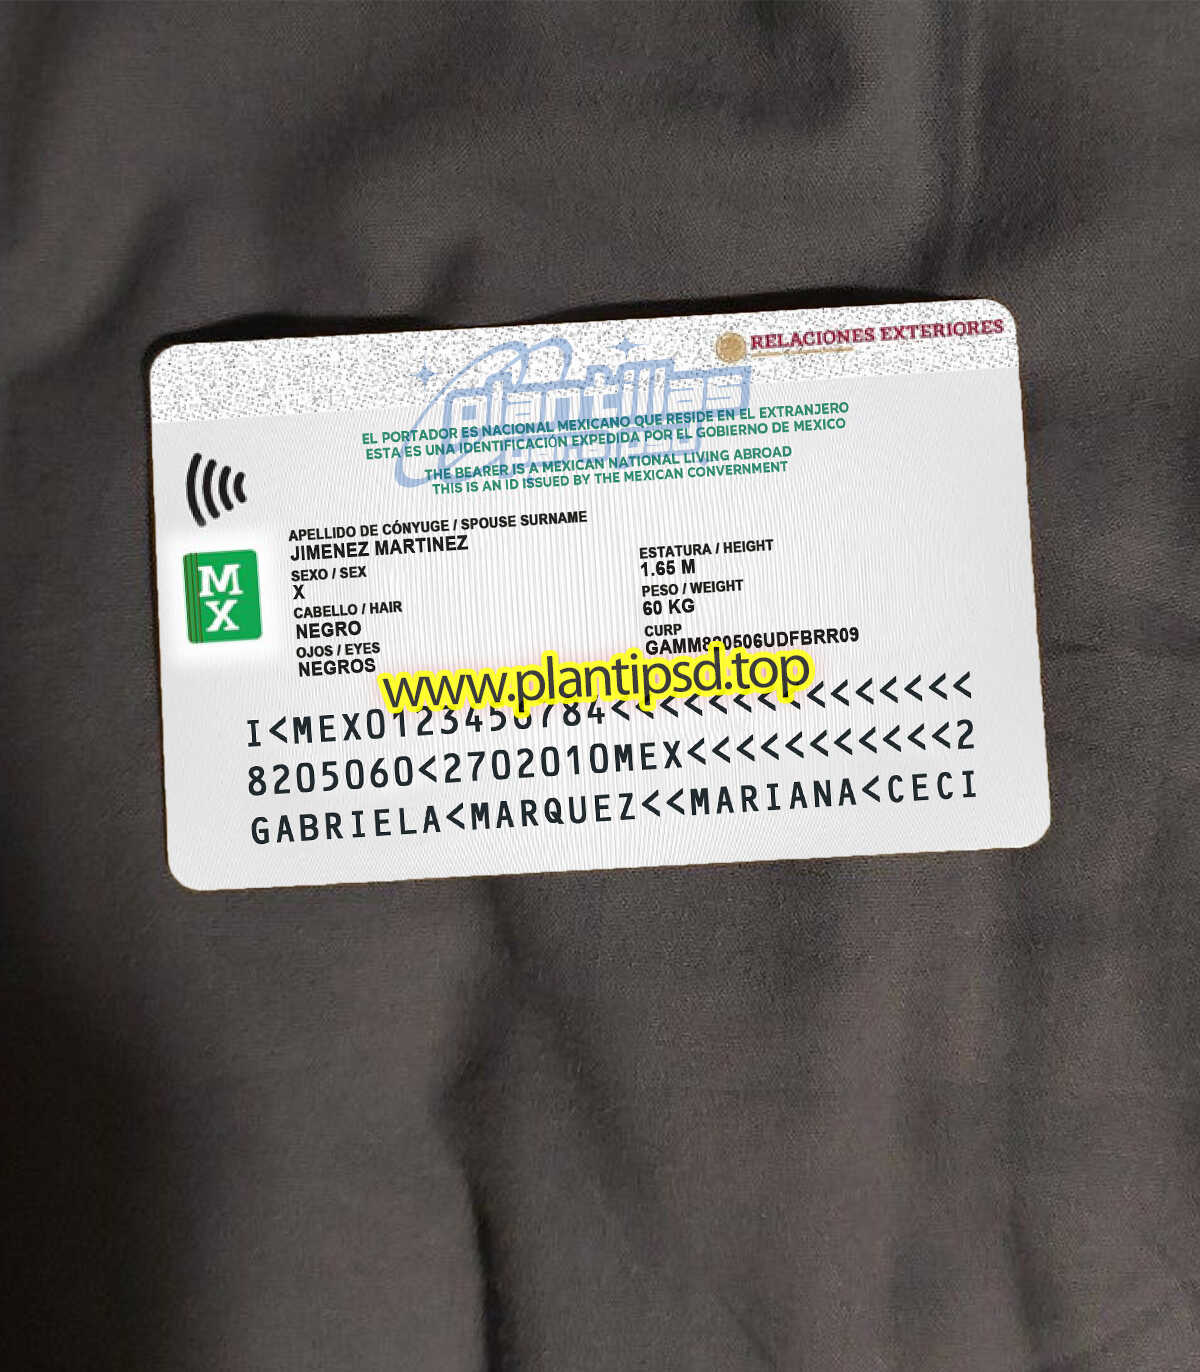 RELACIONES EXTERIORES
plantillas
EL PORTADOR ES NACIONAL MEXICANO QUE RESIDE EN EL EXTRANJERO
ESTA ES UNA IDENTIFICACIÓN EXPEDIDA POR EL GOBIERNO DE MEXICO
THE BEARER IS A MEXICAN NATIONAL LIVING ABROAD
THIS IS AN ID ISSUED BY THE MEXICAN CONVERNMENT
MX
APELLIDO DE CÓNYUGE / SPOUSE SURNAME
JIMENEZ MARTINEZ
SEXO / SEX
X
CABELLO / HAIR
NEGRO
OJOS / EYES
NEGROS
ESTATURA / HEIGHT
1.65 M
PESO / WEIGHT
60 KG
CURP
GAMM820506UDFBRR09
www.plantipsd.top
I<MEX0123456784<<<<<<<<<<<<<<<
8205060<2702010MEX<<<<<<<<<<<2
GABRIELA<MARQUEZ<<MARIANA<CECI